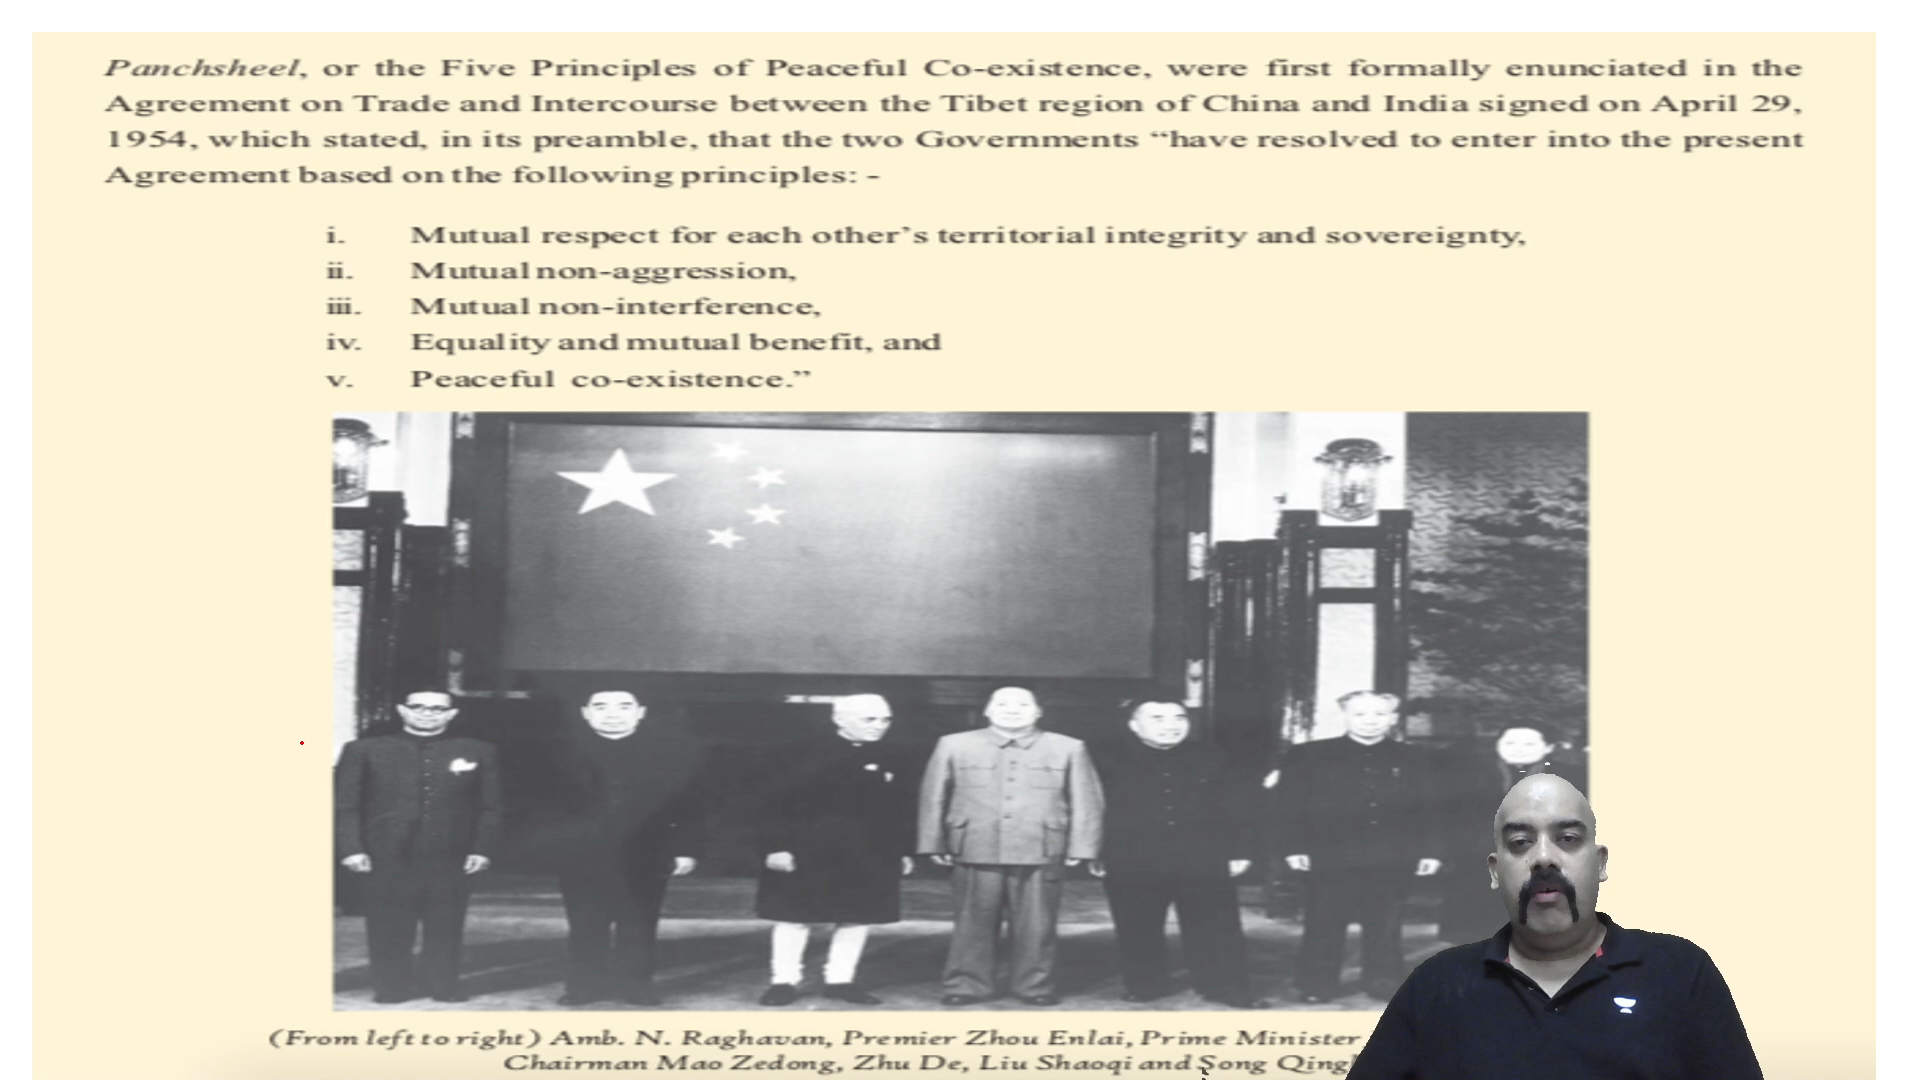 Panchsheel, or the Five Principles of Peaceful Co-existence, were first formally enunciated in the
Agreement on Trade and Intercourse between the Tibet region of China and India signed on April 29,
1954, which stated, in its preamble, that the two Governments “have resolved to enter into the present
Agreement based on the following principles: -
i. Mutual respect for each other’s territorial integrity and sovereignty,
ii. Mutual non-aggression,
iii. Mutual non-interference,
iv. Equality and mutual benefit, and
v. Peaceful co-existence.”
(From left to right) Amb. N. Raghavan, Premier Zhou Enlai, Prime Minister
Chairman Mao Zedong, Zhu De, Liu Shaoqi and Song